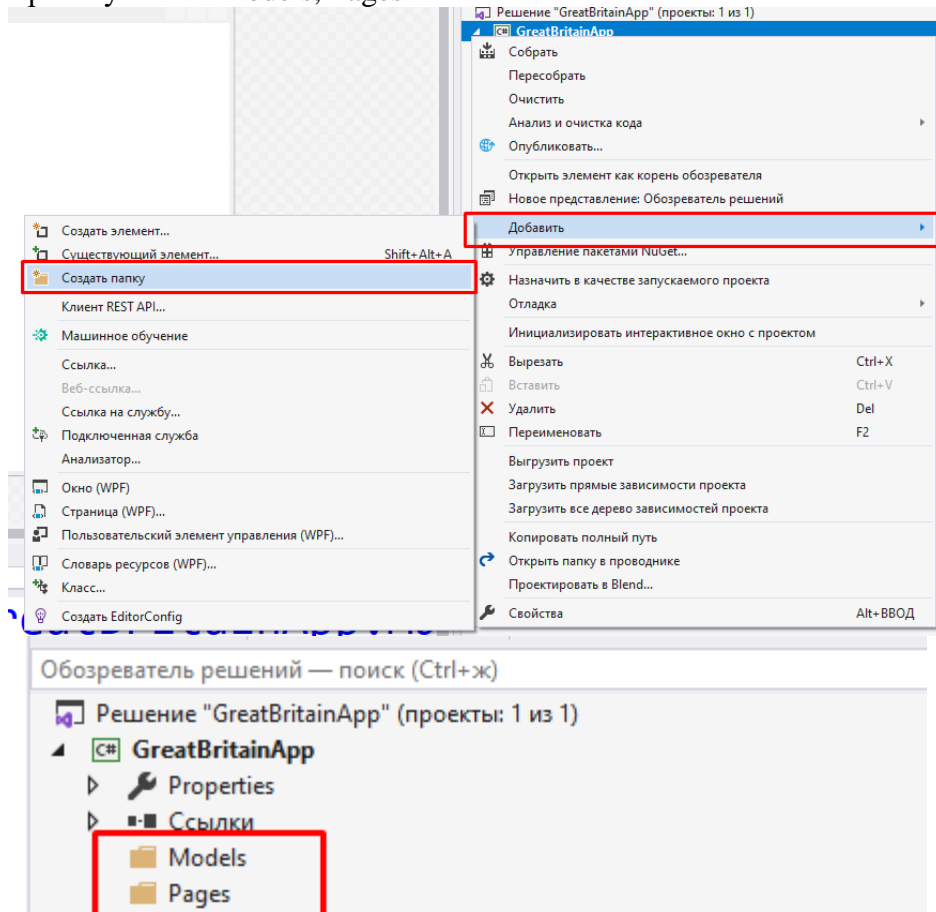 Решение "GreatBritainApp" (проекты: 1 из 1)
GreatBritainApp
Собрать
Пересобрать
Очистить
Анализ и очистка кода
Опубликовать...
Открыть элемент как корень обозревателя
Новое представление: Обозреватель решений
Добавить
Управление пакетами NuGet...
Назначить в качестве запускаемого проекта
Отладка
Инициализировать интерактивное окно с проектом
Вырезать Ctrl+X
Вставить Ctrl+V
Удалить Del
Переименовать F2
Выгрузить проект
Загрузить прямые зависимости проекта
Загрузить все дерево зависимостей проекта
Копировать полный путь
Открыть папку в проводнике
Проектировать в Blend...
Свойства Alt+ВВОД
Создать элемент...
Существующий элемент... Shift+Alt+A
Создать папку
Клиент REST API...
Машинное обучение
Ссылка...
Веб-ссылка...
Ссылка на службу...
Подключенная служба
Анализатор...
Окно (WPF)
Страница (WPF)...
Пользовательский элемент управления (WPF)...
Словарь ресурсов (WPF)...
Класс...
Создать EditorConfig
Обозреватель решений — поиск (Ctrl+ж)
Решение "GreatBritainApp" (проекты: 1 из 1)
C# GreatBritainApp
Properties
Ссылки
Models
Pages